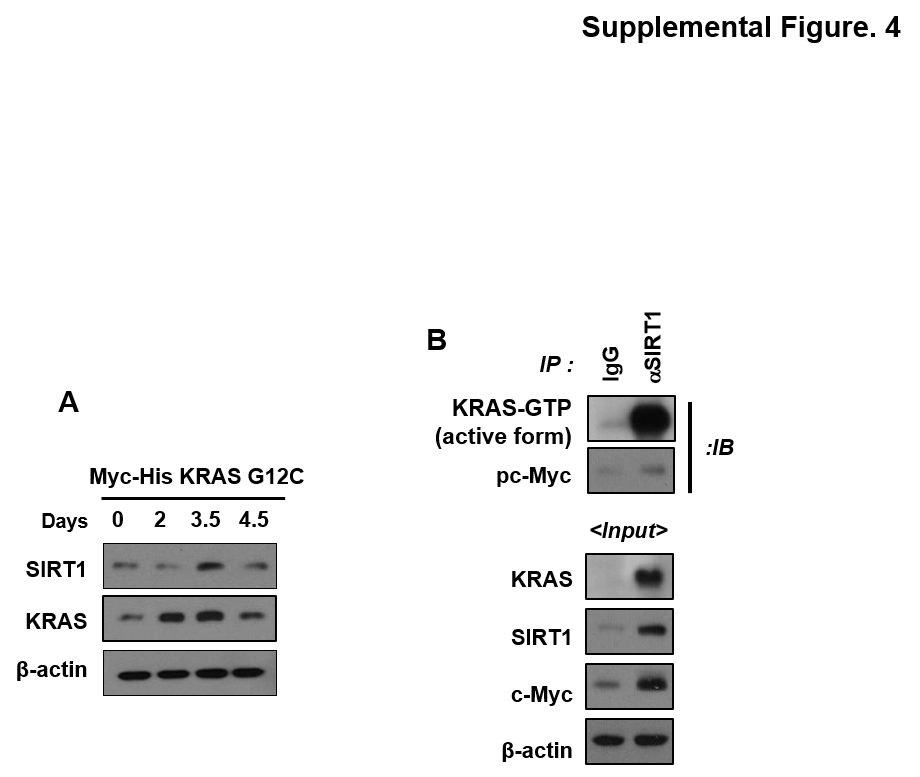 Supplemental Figure. 4
A
Myc-His KRAS G12C
Days 0 2 3.5 4.5
SIRT1
KRAS
β-actin
B
IP : IgG αSIRT1
KRAS-GTP
(active form)
pc-Myc
:IB
<Input>
KRAS
SIRT1
c-Myc
β-actin